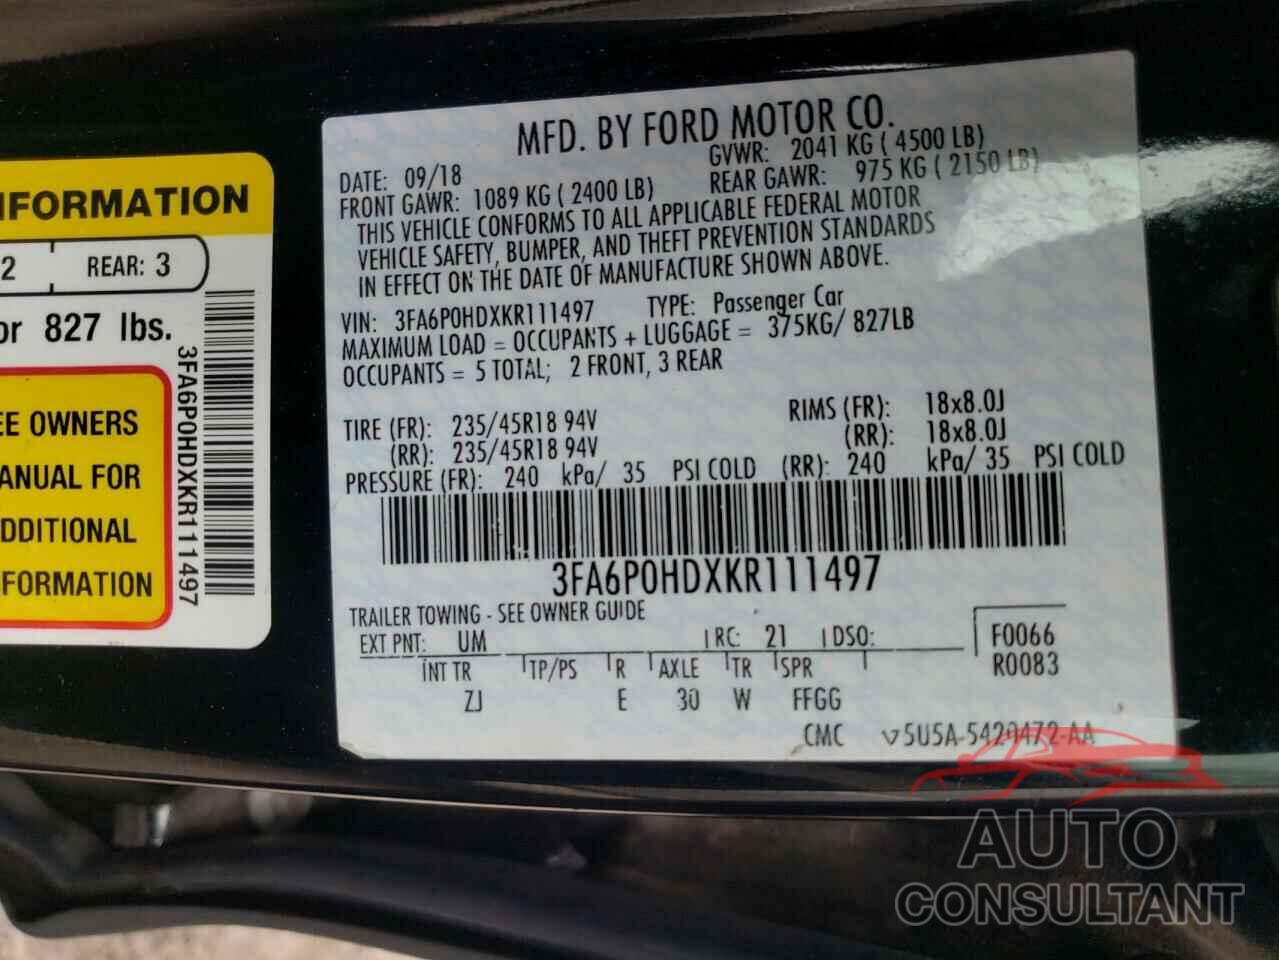 INFORMATION
2 REAR: 3
or 827 lbs.
EE OWNERS
ANUAL FOR
DDITIONAL
FORMATION
3FA6P0HDXKR111497
MFD. BY FORD MOTOR CO.
DATE: 09/18 GVWR: 2041 KG ( 4500 LB)
FRONT GAWR: 1089 KG ( 2400 LB) REAR GAWR: 975 KG ( 2150 LB)
THIS VEHICLE CONFORMS TO ALL APPLICABLE FEDERAL MOTOR
VEHICLE SAFETY, BUMPER, AND THEFT PREVENTION STANDARDS
IN EFFECT ON THE DATE OF MANUFACTURE SHOWN ABOVE.
VIN: 3FA6P0HDXKR111497 TYPE: Passenger Car
MAXIMUM LOAD = OCCUPANTS + LUGGAGE = 375KG/ 827LB
OCCUPANTS = 5 TOTAL; 2 FRONT, 3 REAR
TIRE (FR): 235/45R18 94V RIMS (FR): 18x8.0J
(RR): 235/45R18 94V (RR): 18x8.0J
PRESSURE (FR): 240 kPa/ 35 PSI COLD (RR): 240 kPa/ 35 PSI COLD
3FA6P0HDXKR111497
TRAILER TOWING - SEE OWNER GUIDE
EXT PNT: UM RC: 21 DSO: F0066
R0083
INT TR TP/PS R AXLE TR SPR
ZJ E 30 W FFGG
CMC 5U5A-5420472-AA
AUTO
CONSULTANT